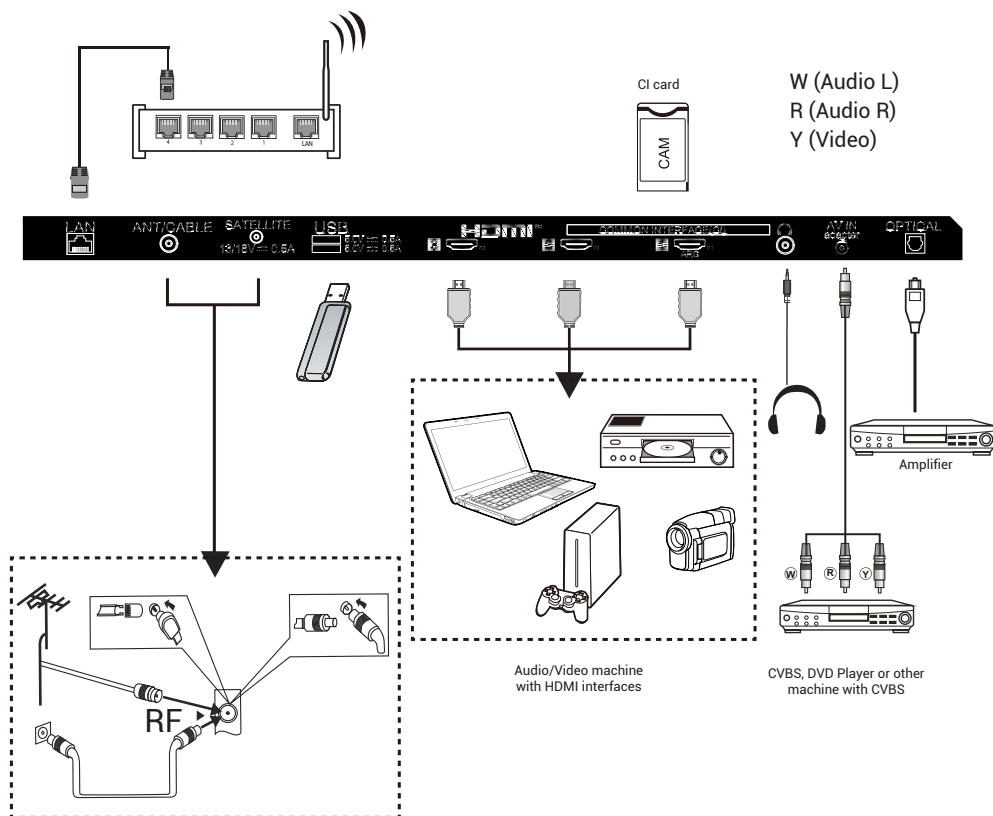 4 3 2 1 LAN
CI card
CAM
W (Audio L)
R (Audio R)
Y (Video)
LAN
ANT/CABLE
SATELLITE
13/18V 0.5A
USB
HDMI
COMMON INTERFACE(CI)
ARC
AV IN
adaptor
OPTICAL
Amplifier
W R Y
Audio/Video machine
with HDMI interfaces
CVBS, DVD Player or other
machine with CVBS
RF